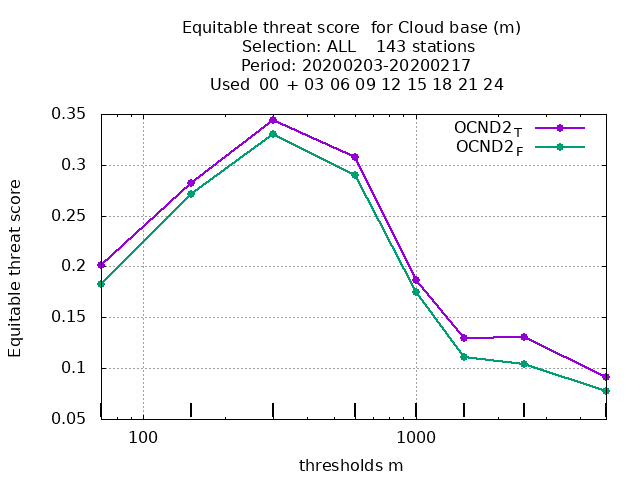 Equitable threat score  for Cloud base (m)
Selection: ALL    143 stations
Period: 20200203-20200217
Used  00 + 03 06 09 12 15 18 21 24
OCND2_T
OCND2_F
Equitable threat score
0.35
0.3
0.25
0.2
0.15
0.1
0.05
100 1000
thresholds m